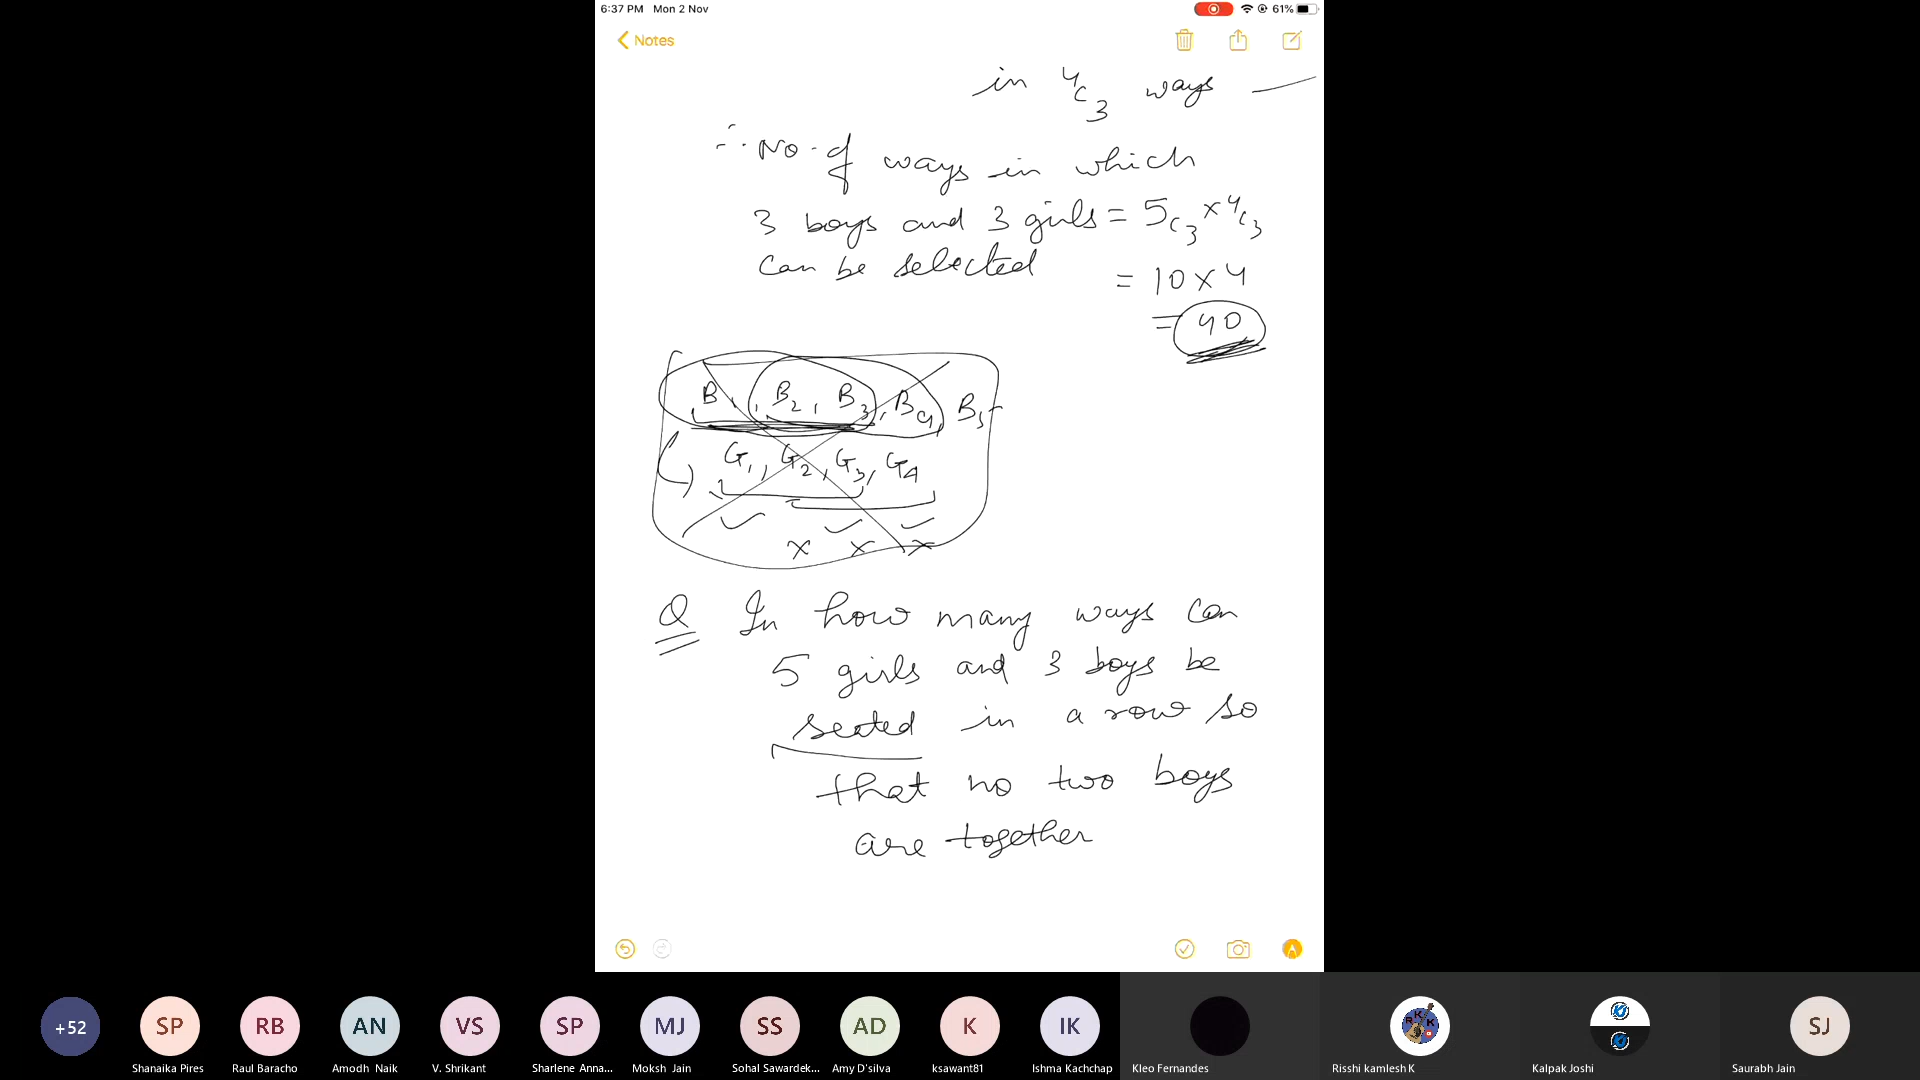 6:37 PM Mon 2 Nov
61%
Notes
in 4C3 ways
∴ No. of ways in which
3 boys and 3 girls = 5C3 × 4C3
can be selected
= 10 × 4
= 40
B1, B2, B3, B4, B5
G1, G2, G3, G4
Q In how many ways can
5 girls and 3 boys be
seated in a row so
that no two boys
are together
+52
SP
RB
AN
VS
SP
MJ
SS
AD
K
IK
RKK
SJ
Shanaika Pires
Raul Baracho
Amodh Naik
V. Shrikant
Sharlene Anna...
Moksh Jain
Sohal Sawardek...
Amy D'silva
ksawant81
Ishma Kachchap
Kleo Fernandes
Risshi kamlesh K
Kalpak Joshi
Saurabh Jain